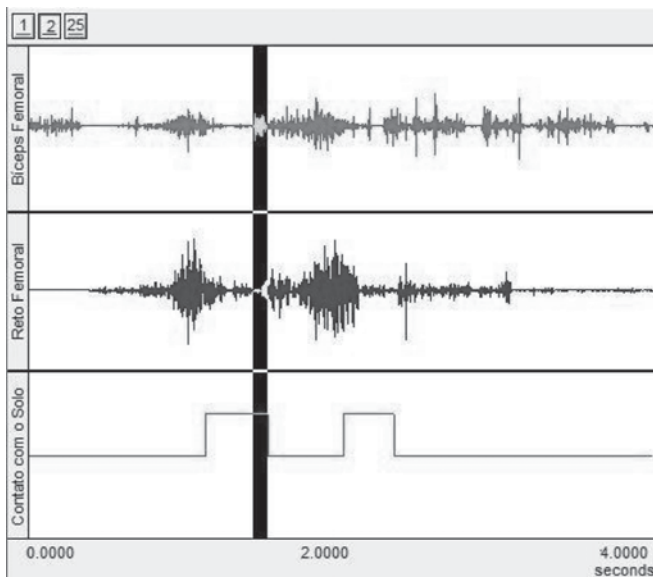 1 2 25
Bíceps Femoral
Reto Femoral
Contato com o Solo
0.0000 2.0000 4.0000
seconds